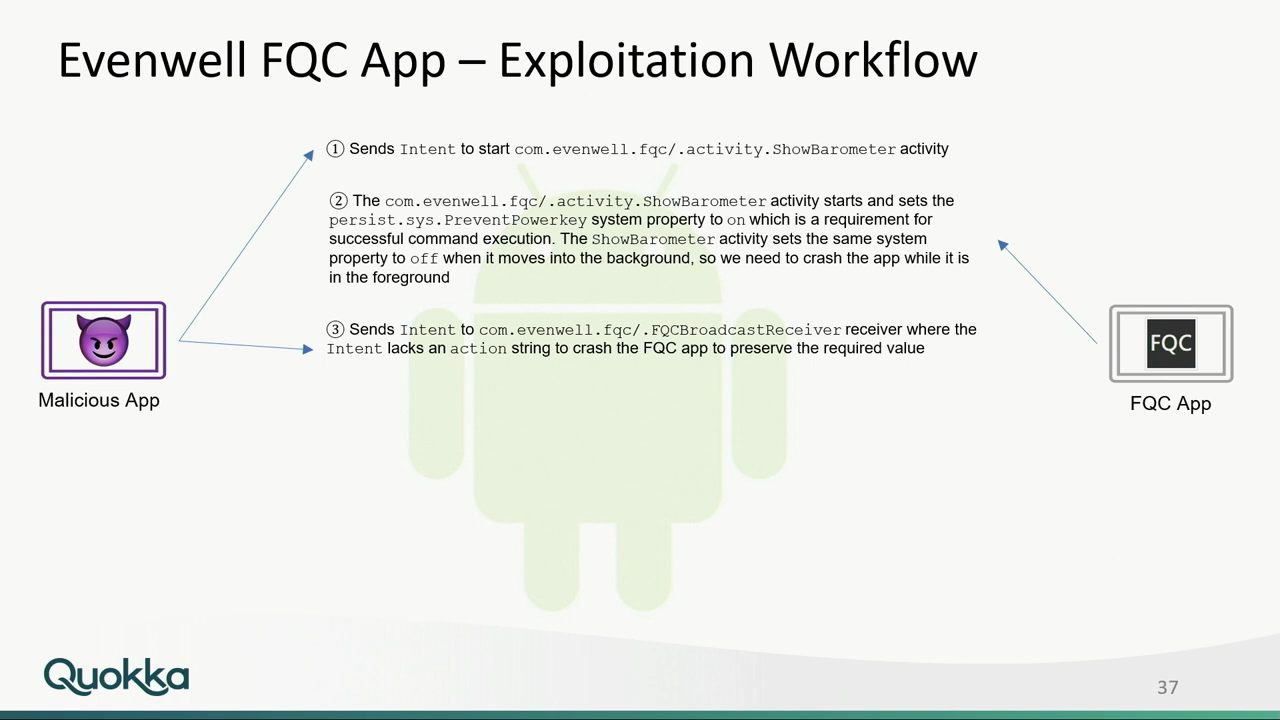 Evenwell FQC App – Exploitation Workflow
① Sends Intent to start com.evenwell.fqc/.activity.ShowBarometer activity
② The com.evenwell.fqc/.activity.ShowBarometer activity starts and sets the
persist.sys.PreventPowerkey system property to on which is a requirement for
successful command execution. The ShowBarometer activity sets the same system
property to off when it moves into the background, so we need to crash the app while it is
in the foreground
③ Sends Intent to com.evenwell.fqc/.FQCBroadcastReceiver receiver where the
Intent lacks an action string to crash the FQC app to preserve the required value
Malicious App
FQC
FQC App
Quokka
37